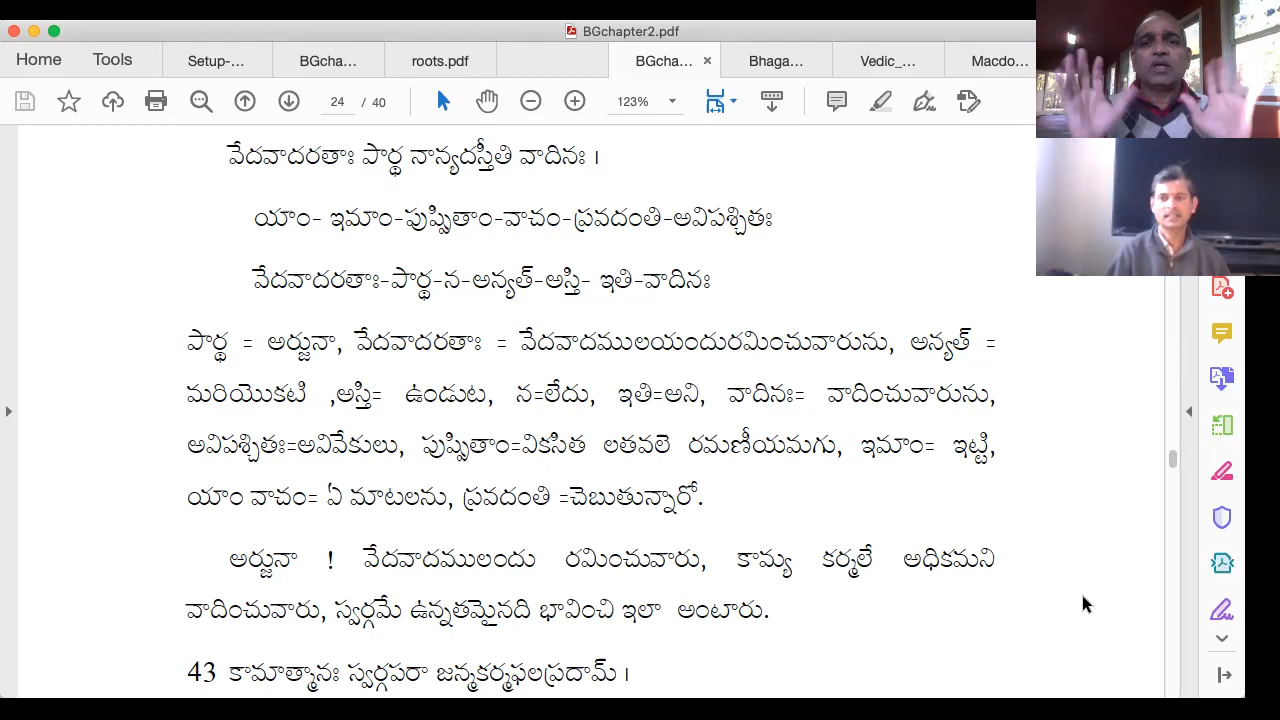 BGchapter2.pdf
Home Tools Setup-... BGcha... roots.pdf BGcha... × Bhaga... Vedic_... Macdo...
24 / 40 123%
వేదవాదరతాః పార్థ నాన్యదస్తీతి వాదినః ।
యాం- ఇమాం-పుష్పితాం-వాచం-ప్రవదంతి-అవిపశ్చితః
వేదవాదరతాః-పార్థ-న-అన్యత్-అస్తి- ఇతి-వాదినః
పార్థ = అర్జునా, వేదవాదరతాః = వేదవాదములయందురమించువారును, అన్యత్ =
మరియొకటి ,అస్తి= ఉండుట, న=లేదు, ఇతి=అని, వాదినః= వాదించువారును,
అవిపశ్చితః=అవివేకులు, పుష్పితాం=వికసిత లతవలె రమణీయమగు, ఇమాం= ఇట్టి,
యాం వాచం= ఏ మాటలను, ప్రవదంతి =చెబుతున్నారో.
అర్జునా ! వేదవాదములందు రమించువారు, కామ్య కర్మలే అధికమని
వాదించువారు, స్వర్గమే ఉన్నతమైనది భావించి ఇలా అంటారు.
43 కామాత్మానః స్వర్గపరా జన్మకర్మఫలప్రదామ్ ।